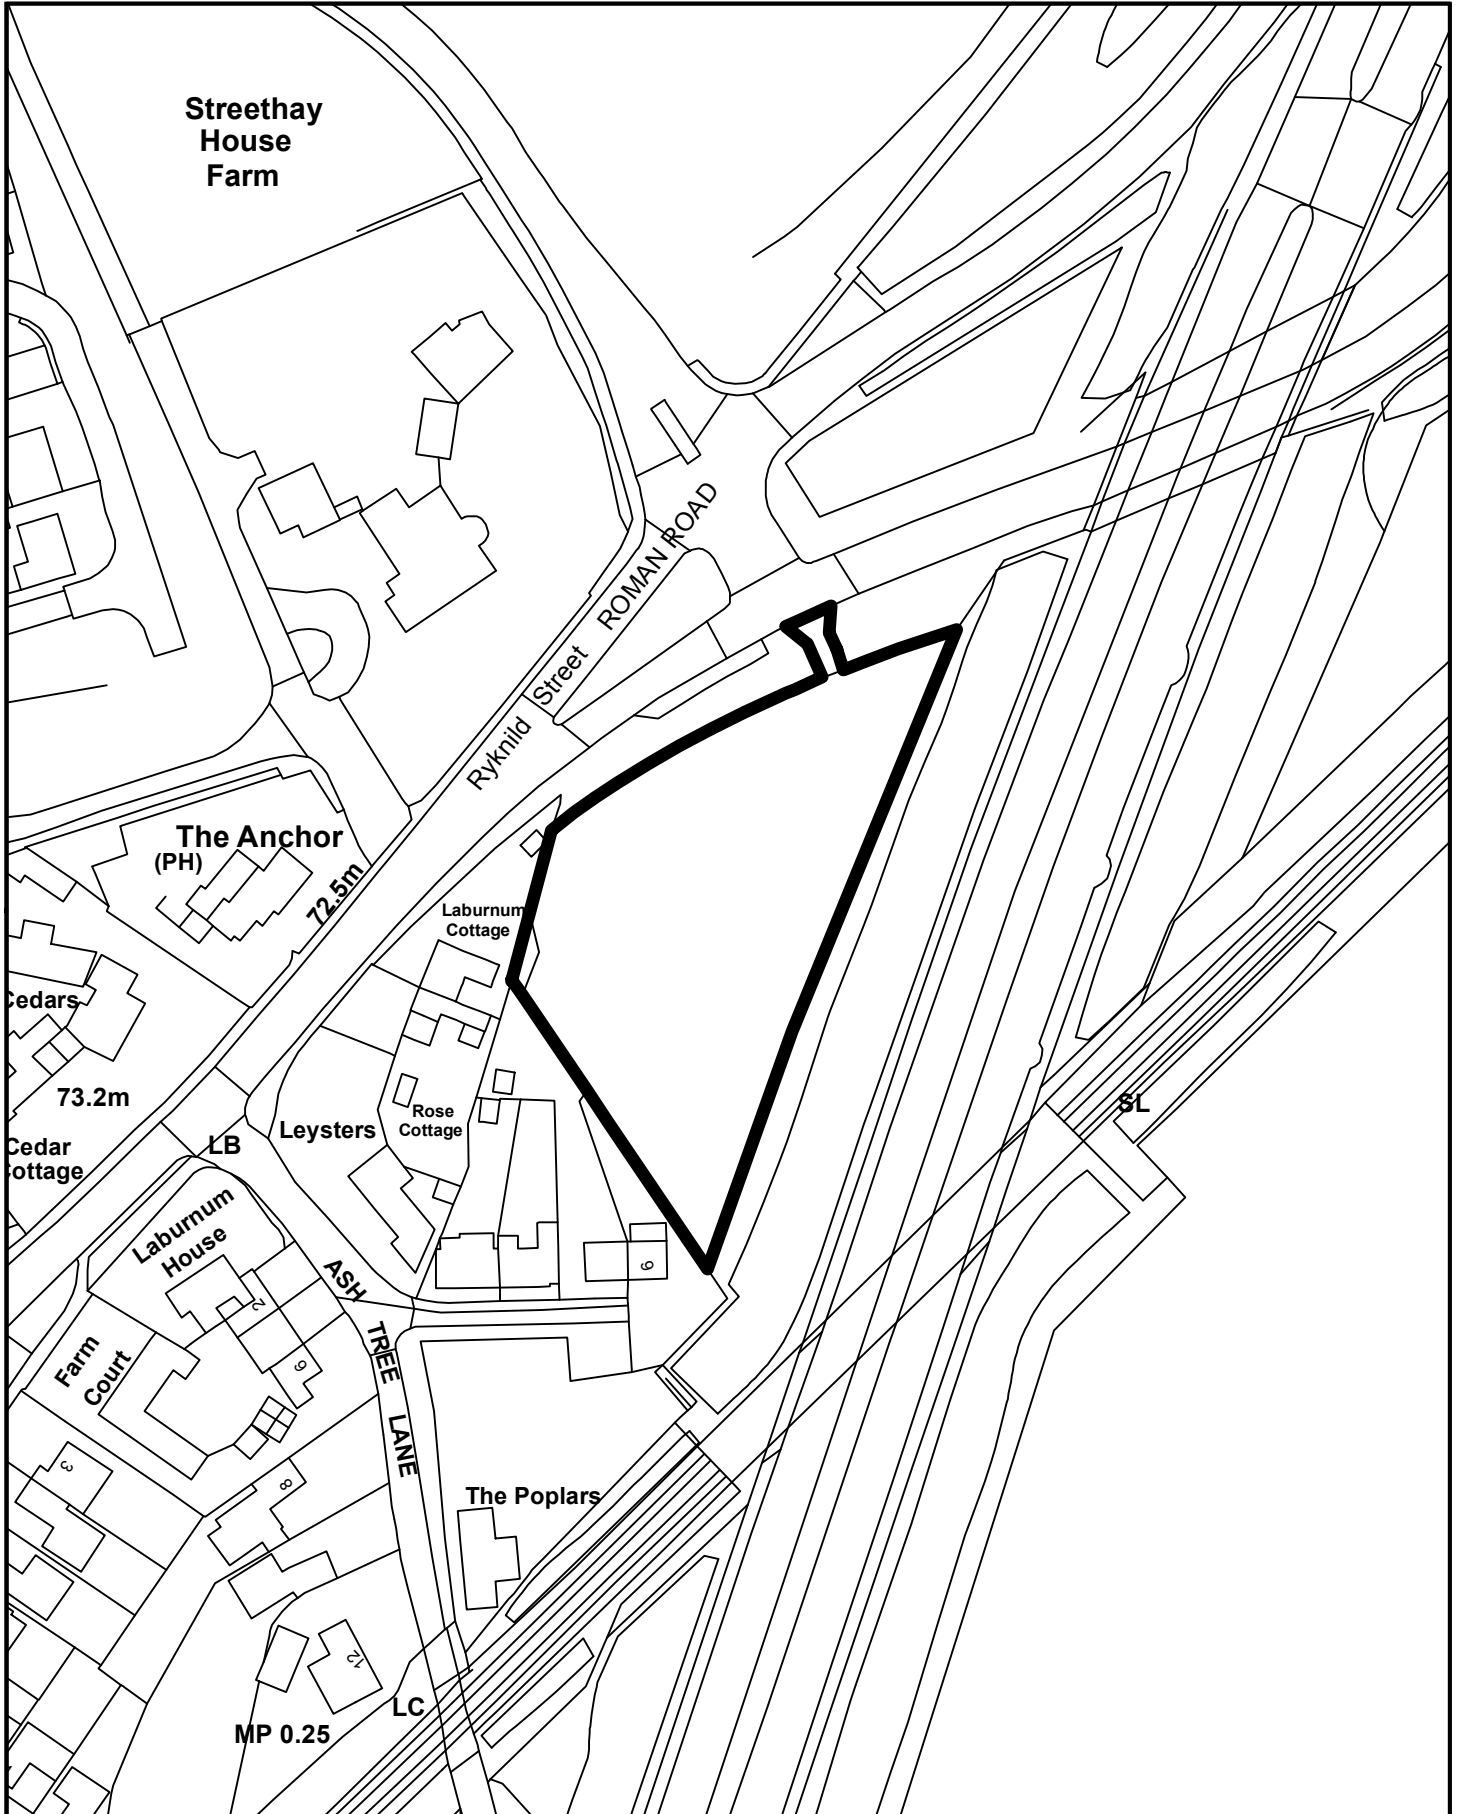 Streethay
House
Farm
ROMAN ROAD
Street
Ryknild
The Anchor
(PH)
72.5m
Laburnum
Cottage
Cedars
73.2m
SL
Rose
Cottage
Leysters
LB
Cedar
Cottage
Laburnum
House
2
9
ASH
TREE
LANE
Farm
Court
6
3
8
The Poplars
12
LC
MP 0.25